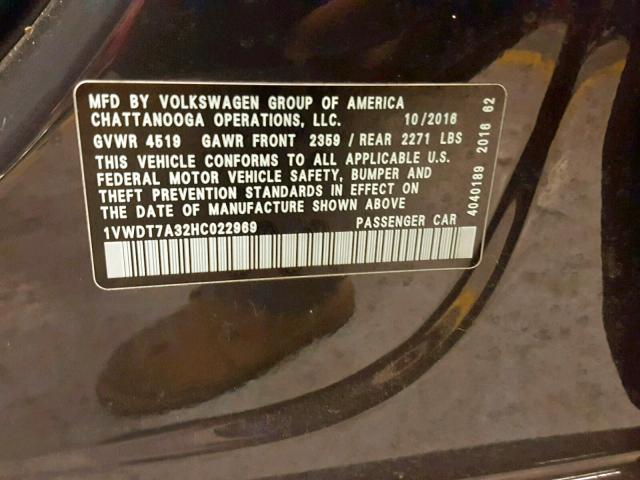 MFD BY VOLKSWAGEN GROUP OF AMERICA
CHATTANOOGA OPERATIONS, LLC. 10/2016
GVWR 4519 GAWR FRONT 2359 / REAR 2271 LBS
THIS VEHICLE CONFORMS TO ALL APPLICABLE U.S.
FEDERAL MOTOR VEHICLE SAFETY, BUMPER AND
THEFT PREVENTION STANDARDS IN EFFECT ON
THE DATE OF MANUFACTURE SHOWN ABOVE
1VWDT7A32HC022969 PASSENGER CAR
4040189 2016 62